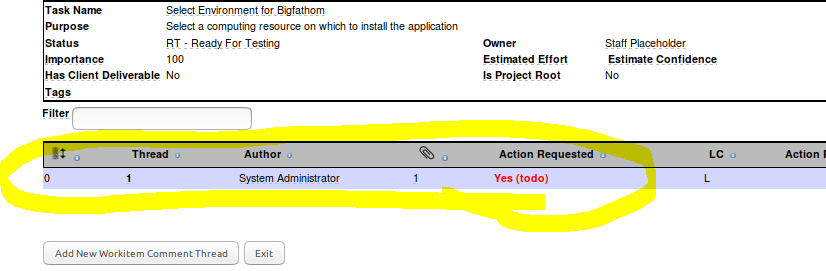 Task Name Select Environment for Bigfathom
Purpose Select a computing resource on which to install the application
Status RT - Ready For Testing Owner Staff Placeholder
Importance 100 Estimated Effort Estimate Confidence
Has Client Deliverable No Is Project Root No
Tags
Filter
Thread Author Action Requested LC Action
0 1 System Administrator 1 Yes (todo) L
Add New Workitem Comment Thread Exit